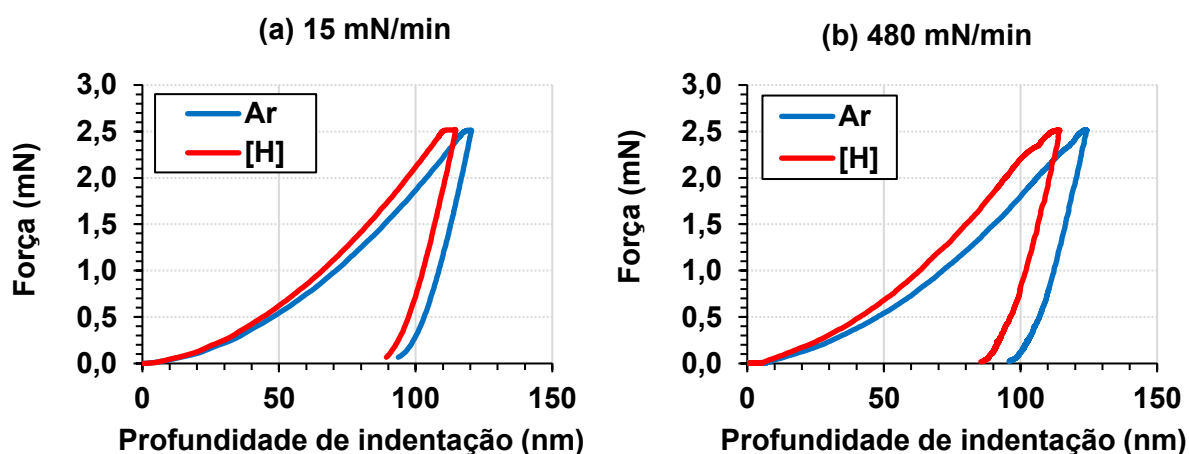 (a) 15 mN/min
Força (mN)
3,0
2,5
2,0
1,5
1,0
0,5
0,0
Ar
[H]
0 50 100 150
Profundidade de indentação (nm)
(b) 480 mN/min
Força (mN)
3,0
2,5
2,0
1,5
1,0
0,5
0,0
Ar
[H]
0 50 100 150
Profundidade de indentação (nm)